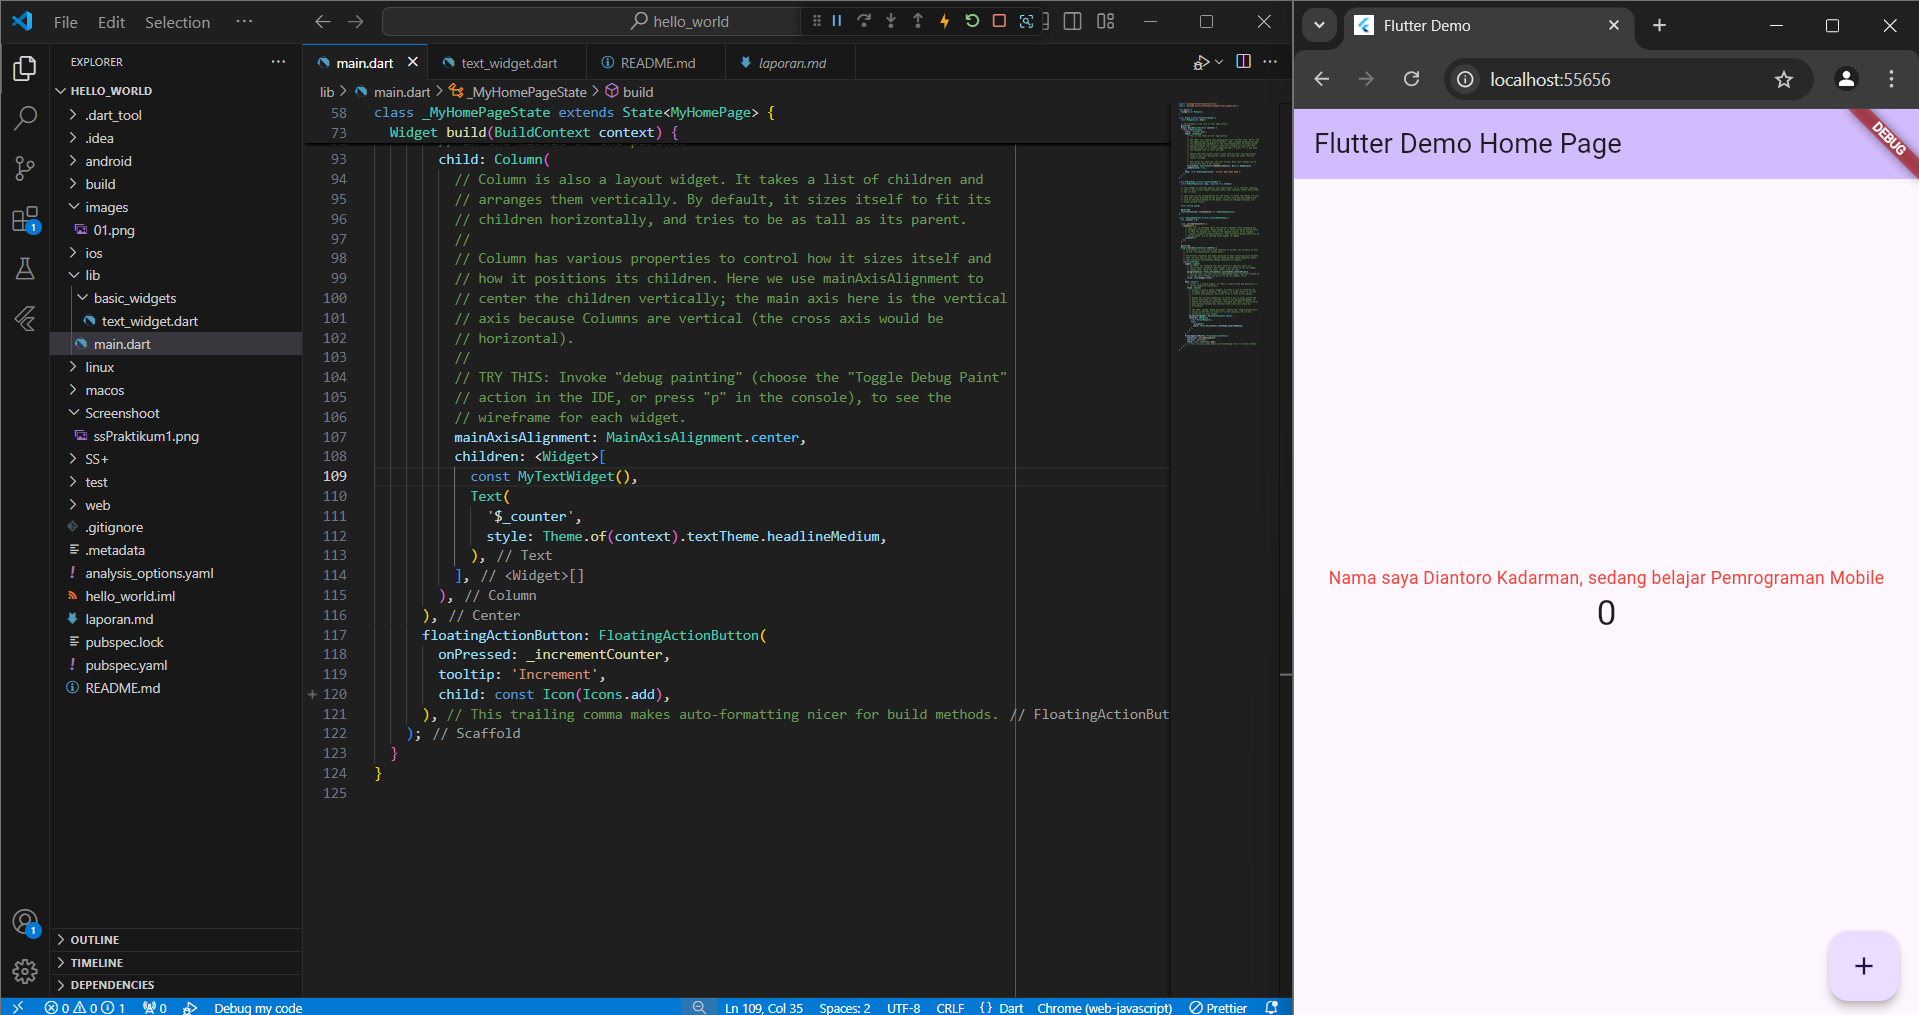 File Edit Selection ···
hello_world
EXPLORER
HELLO_WORLD
.dart_tool
.idea
android
build
images
01.png
ios
lib
basic_widgets
text_widget.dart
main.dart
linux
macos
Screenshoot
ssPraktikum1.png
SS+
test
web
.gitignore
.metadata
analysis_options.yaml
hello_world.iml
laporan.md
pubspec.lock
pubspec.yaml
README.md
OUTLINE
TIMELINE
DEPENDENCIES
1
1
main.dart text_widget.dart README.md laporan.md
lib > main.dart > _MyHomePageState > build
58 class _MyHomePageState extends State<MyHomePage> {
73 Widget build(BuildContext context) {
93 child: Column(
94 // Column is also a layout widget. It takes a list of children and
95 // arranges them vertically. By default, it sizes itself to fit its
96 // children horizontally, and tries to be as tall as its parent.
97 //
98 // Column has various properties to control how it sizes itself and
99 // how it positions its children. Here we use mainAxisAlignment to
100 // center the children vertically; the main axis here is the vertical
101 // axis because Columns are vertical (the cross axis would be
102 // horizontal).
103 //
104 // TRY THIS: Invoke "debug painting" (choose the "Toggle Debug Paint"
105 // action in the IDE, or press "p" in the console), to see the
106 // wireframe for each widget.
107 mainAxisAlignment: MainAxisAlignment.center,
108 children: <Widget>[
109 const MyTextWidget(),
110 Text(
111 '$_counter',
112 style: Theme.of(context).textTheme.headlineMedium,
113 ), // Text
114 ], // <Widget>[]
115 ), // Column
116 ), // Center
117 floatingActionButton: FloatingActionButton(
118 onPressed: _incrementCounter,
119 tooltip: 'Increment',
120 child: const Icon(Icons.add),
121 ), // This trailing comma makes auto-formatting nicer for build methods. // FloatingActionBut
122 ); // Scaffold
123 }
124 }
125
0 0 1 0 Debug my code Ln 109, Col 35 Spaces: 2 UTF-8 CRLF {} Dart Chrome (web-javascript) Prettier
Flutter Demo
localhost:55656
Flutter Demo Home Page
DEBUG
Nama saya Diantoro Kadarman, sedang belajar Pemrograman Mobile
0
+